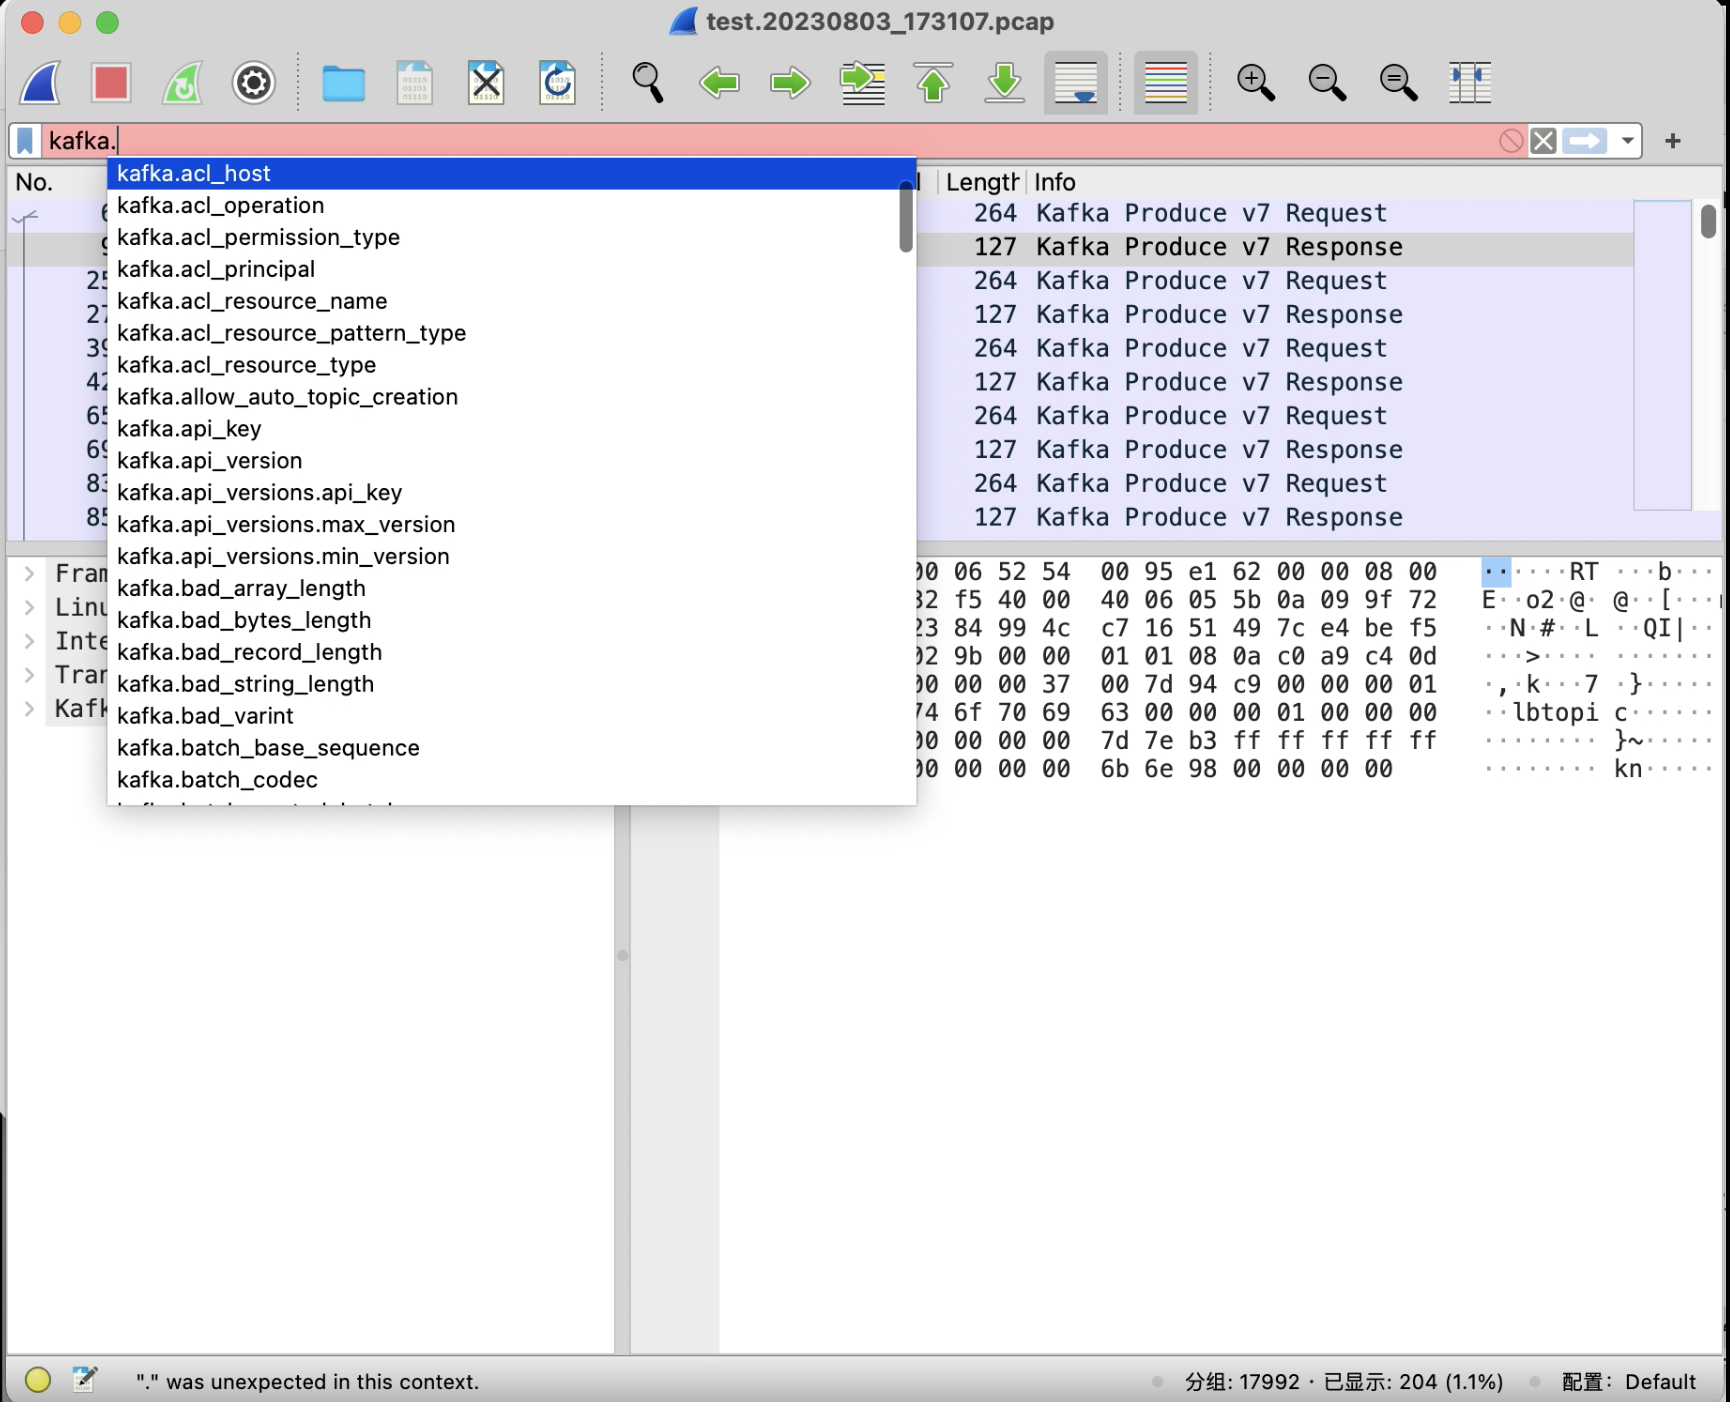 test.20230803_173107.pcap
kafka.
No.
Length
Info
kafka.acl_host
kafka.acl_operation
kafka.acl_permission_type
kafka.acl_principal
kafka.acl_resource_name
kafka.acl_resource_pattern_type
kafka.acl_resource_type
kafka.allow_auto_topic_creation
kafka.api_key
kafka.api_version
kafka.api_versions.api_key
kafka.api_versions.max_version
kafka.api_versions.min_version
kafka.bad_array_length
kafka.bad_bytes_length
kafka.bad_record_length
kafka.bad_string_length
kafka.bad_varint
kafka.batch_base_sequence
kafka.batch_codec
264 Kafka Produce v7 Request
127 Kafka Produce v7 Response
25 264 Kafka Produce v7 Request
27 127 Kafka Produce v7 Response
39 264 Kafka Produce v7 Request
42 127 Kafka Produce v7 Response
65 264 Kafka Produce v7 Request
69 127 Kafka Produce v7 Response
83 264 Kafka Produce v7 Request
85 127 Kafka Produce v7 Response
Fram
Linu
Inte
Tran
Kafk
00 06 52 54 00 95 e1 62 00 00 08 00 ······RT ···b···
32 f5 40 00 40 06 05 5b 0a 09 9f 72 E··o2·@· @··[···r
23 84 99 4c c7 16 51 49 7c e4 be f5 ··N·#··L ··QI|··
02 9b 00 00 01 01 08 0a c0 a9 c4 0d ···>···· ·······
00 00 00 37 00 7d 94 c9 00 00 00 01 ·,·k···7 ·}·····
74 6f 70 69 63 00 00 00 01 00 00 00 ··lbtopi c······
00 00 00 00 7d 7e b3 ff ff ff ff ff ········ }~·····
00 00 00 00 6b 6e 98 00 00 00 00 ········ kn·····
"." was unexpected in this context.
分组: 17992 · 已显示: 204 (1.1%)
配置: Default